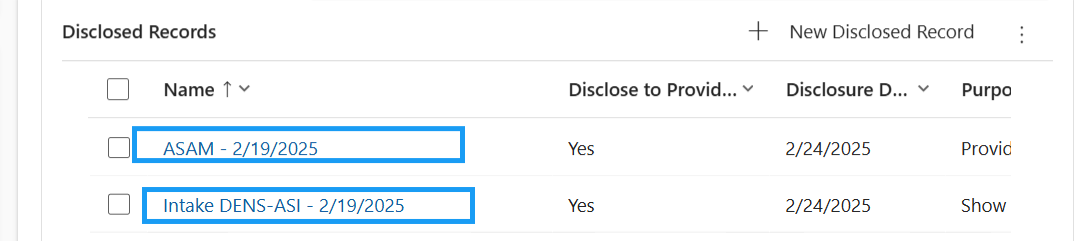 Disclosed Records
New Disclosed Record
Name
Disclose to Provid...
Disclosure D...
Purpo
ASAM - 2/19/2025
Yes
2/24/2025
Provid
Intake DENS-ASI - 2/19/2025
Yes
2/24/2025
Show